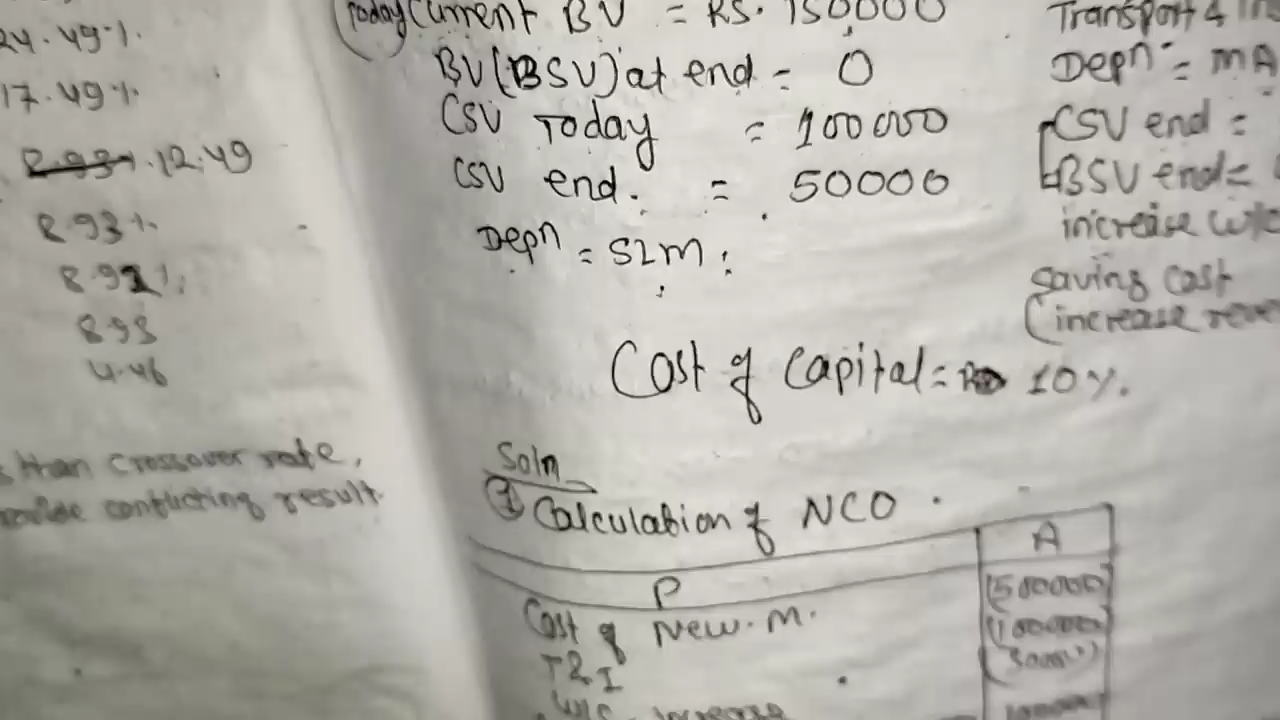 24.49%
17.49%
12.49
8.93%
8.92%
8.93
4.46
than crossover rate,
conflicting result.
(Today Current BV = RS. 150000
BV(BSV) at end = 0
CSV Today = 100000
CSV end. = 50000
Depn = SLM.
Cost of Capital = 10%.
Transport &
Depn =
CSV end =
BSV end =
increase w/c
Saving cost
(increase
Soln
① Calculation of NCO.
P A
Cost of New.M. (500000)
T&I (100000)
W/C increase